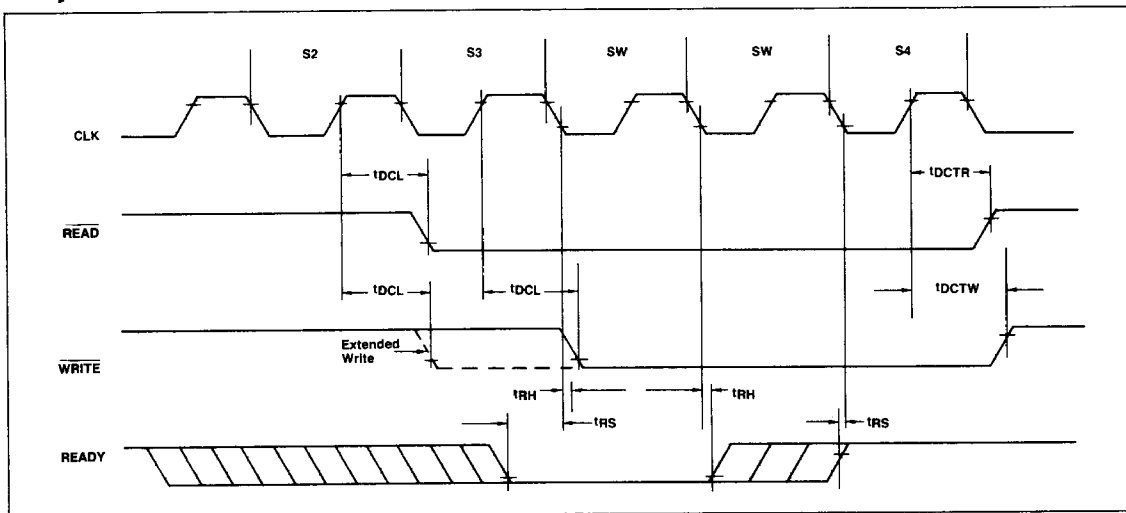 S2 S3 SW SW S4
CLK
tDCL tDCTR
READ
tDCL tDCL tDCTW
Extended
Write
WRITE
tRH tRH
tRS tRS
READY